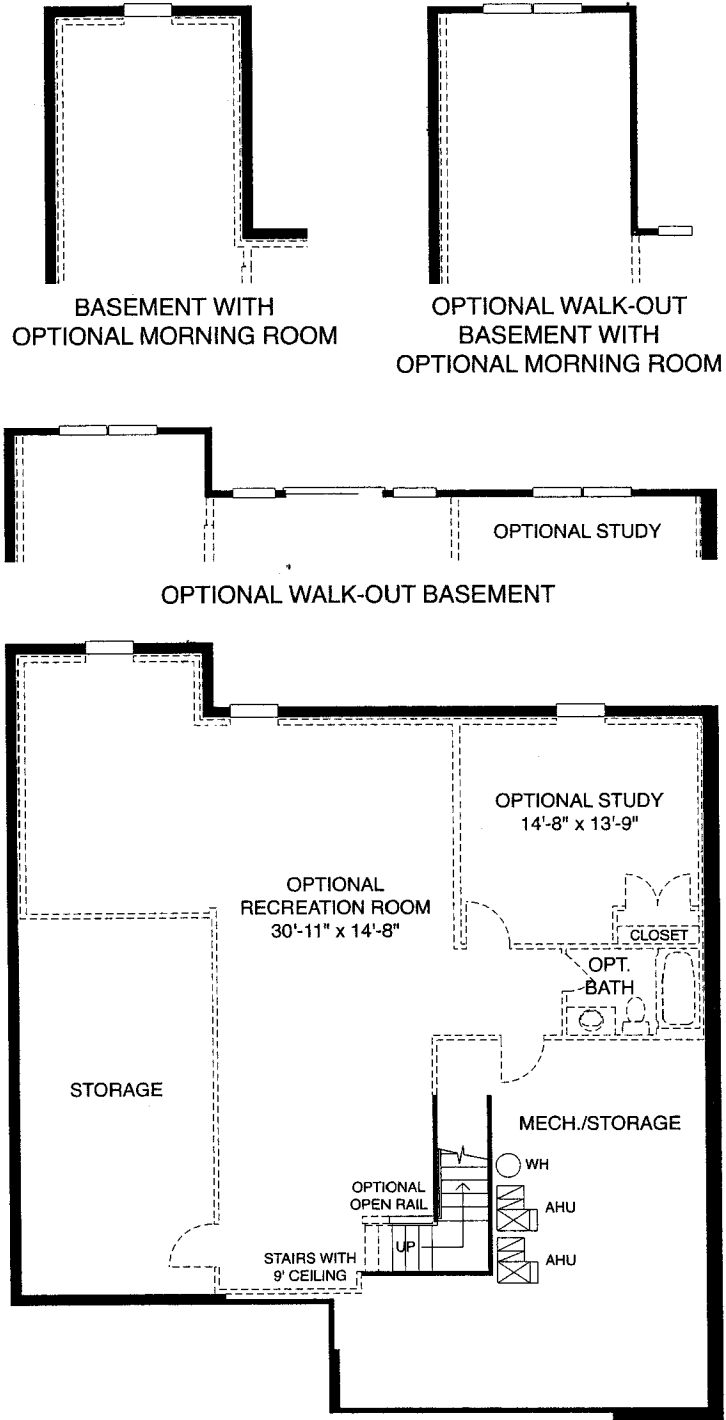 BASEMENT WITH
OPTIONAL MORNING ROOM
OPTIONAL WALK-OUT
BASEMENT WITH
OPTIONAL MORNING ROOM
OPTIONAL STUDY
OPTIONAL WALK-OUT BASEMENT
OPTIONAL STUDY
14'-8" x 13'-9"
OPTIONAL
RECREATION ROOM
30'-11" x 14'-8"
CLOSET
OPT.
BATH
STORAGE
MECH./STORAGE
WH
OPTIONAL
OPEN RAIL
AHU
UP
STAIRS WITH
9' CEILING
AHU